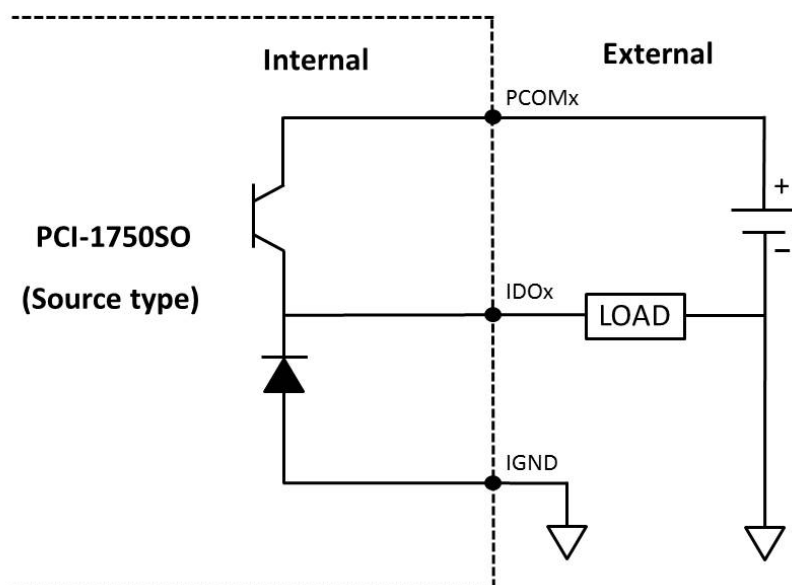 Internal
External
PCOMx
+
PCI-1750SO
(Source type)
−
IDOx
LOAD
IGND